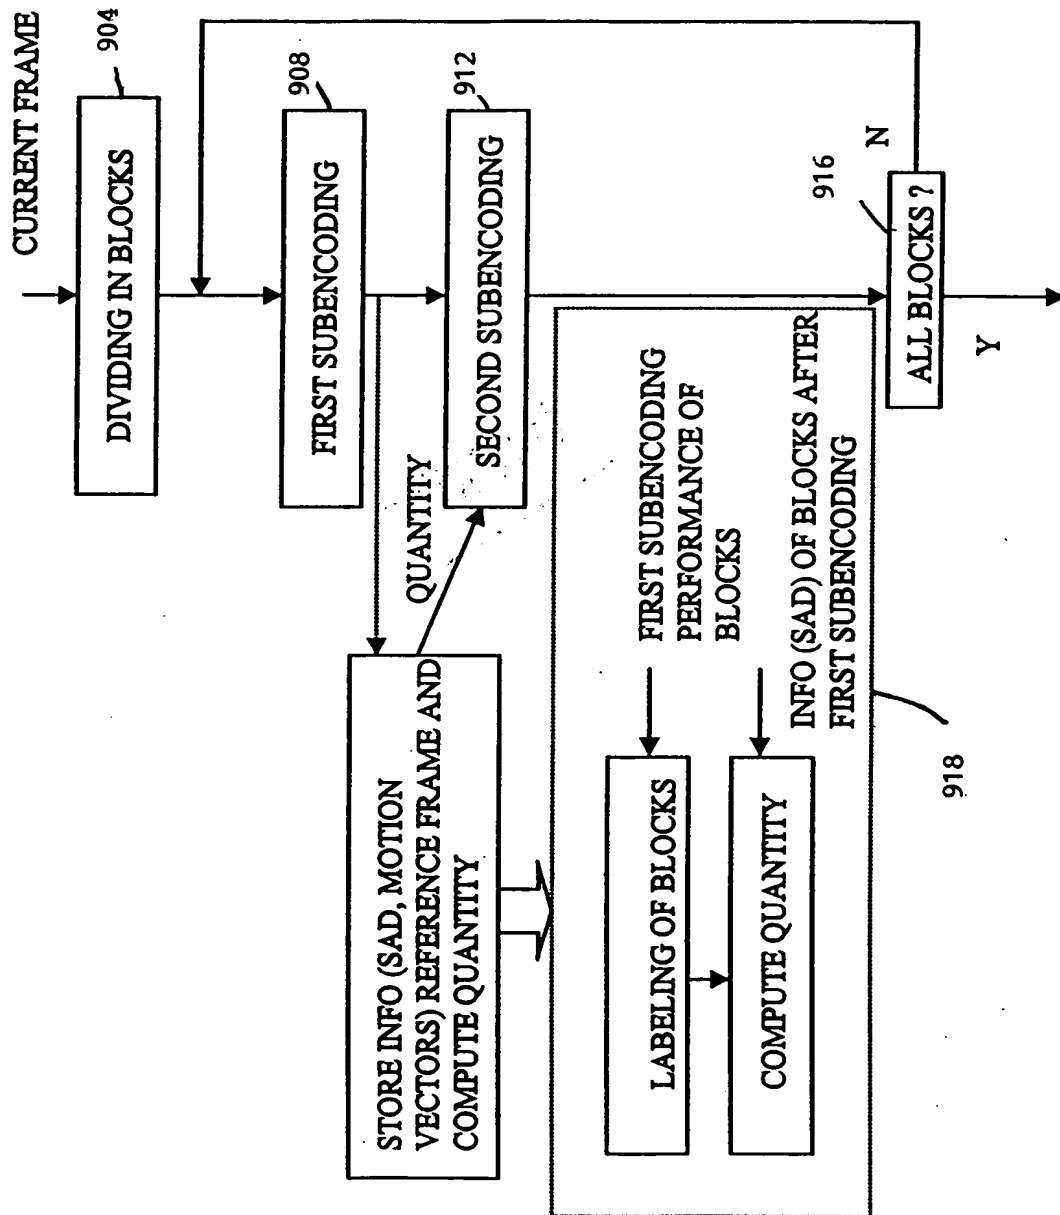 CURRENT FRAME
904
DIVIDING IN BLOCKS
908
FIRST SUBENCODING
912
SECOND SUBENCODING
QUANTITY
STORE INFO (SAD, MOTION
VECTORS) REFERENCE FRAME AND
COMPUTE QUANTITY
FIRST SUBENCODING
PERFORMANCE OF
BLOCKS
LABELING OF BLOCKS
INFO (SAD) OF BLOCKS AFTER
FIRST SUBENCODING
COMPUTE QUANTITY
918
916
ALL BLOCKS ?
N
Y